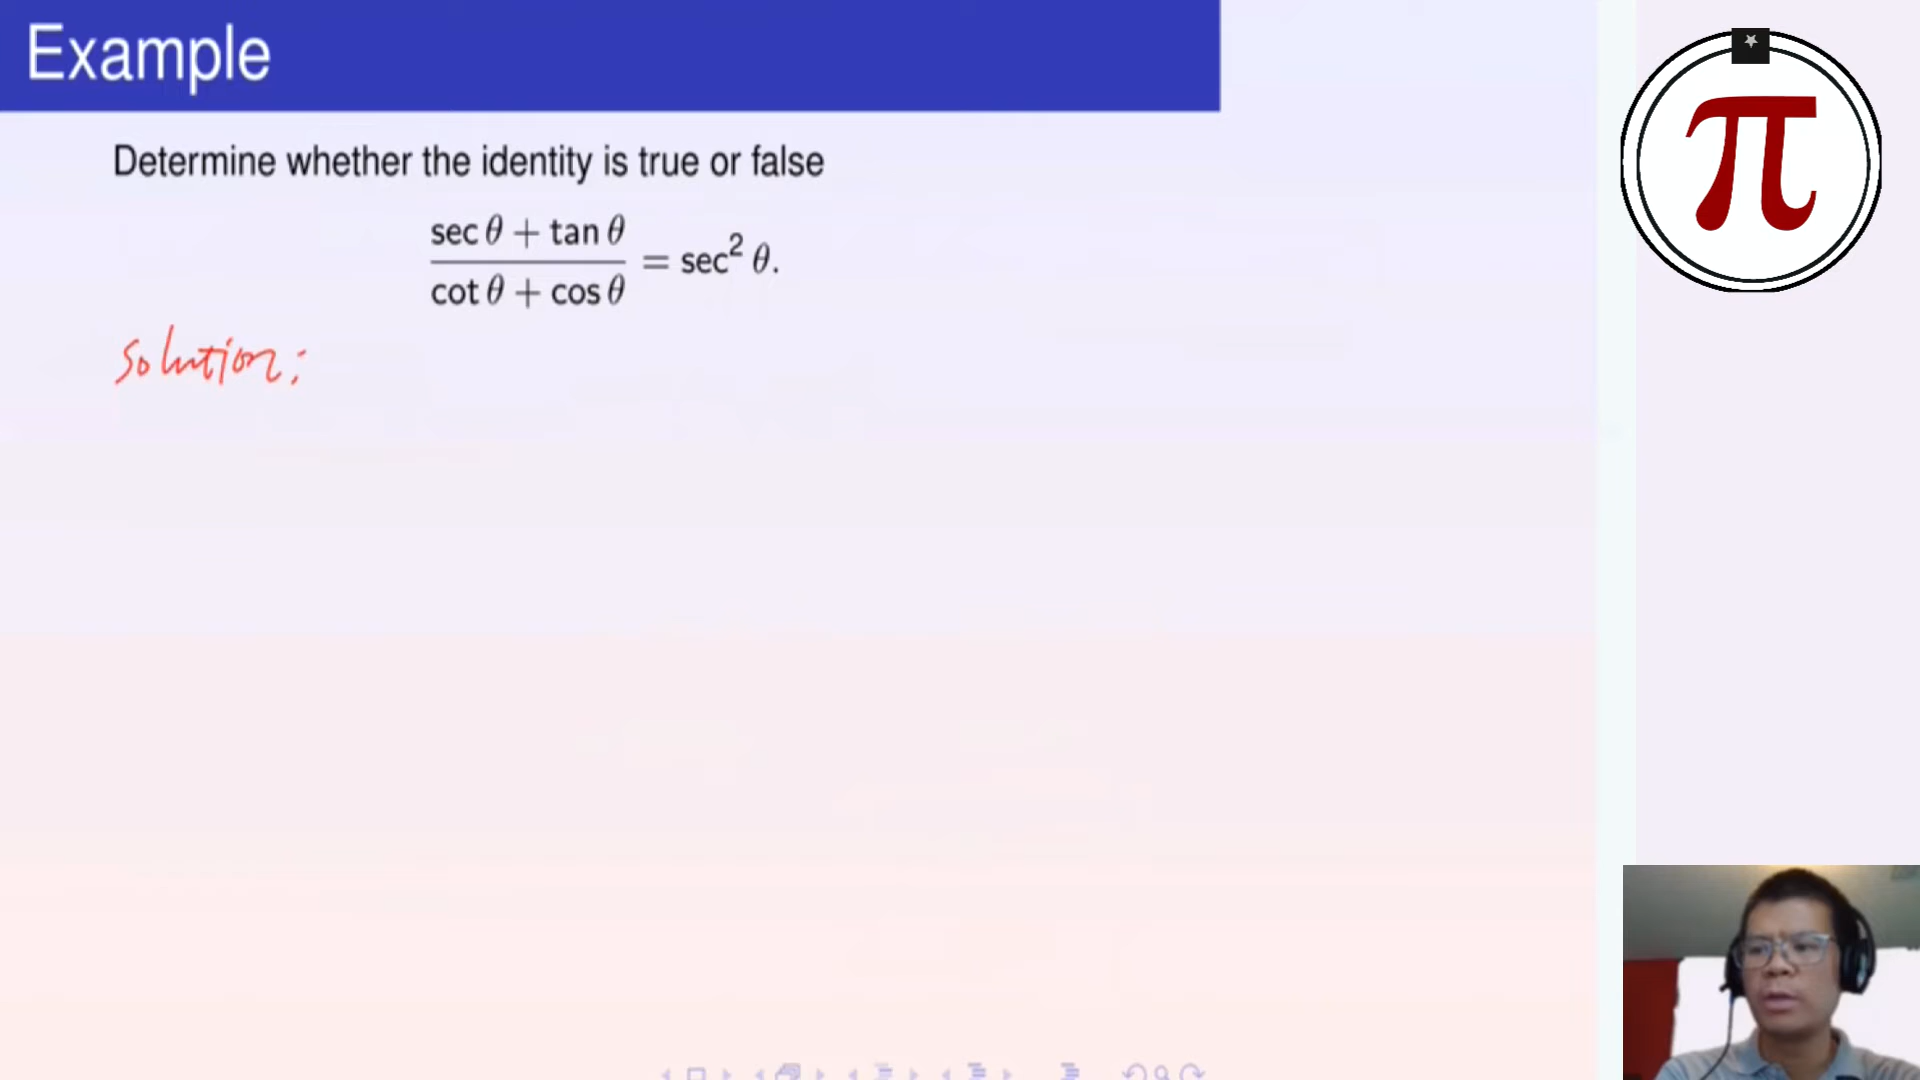 Example
Determine whether the identity is true or false
sec θ + tan θ
cot θ + cos θ
= sec² θ.
Solution:
π